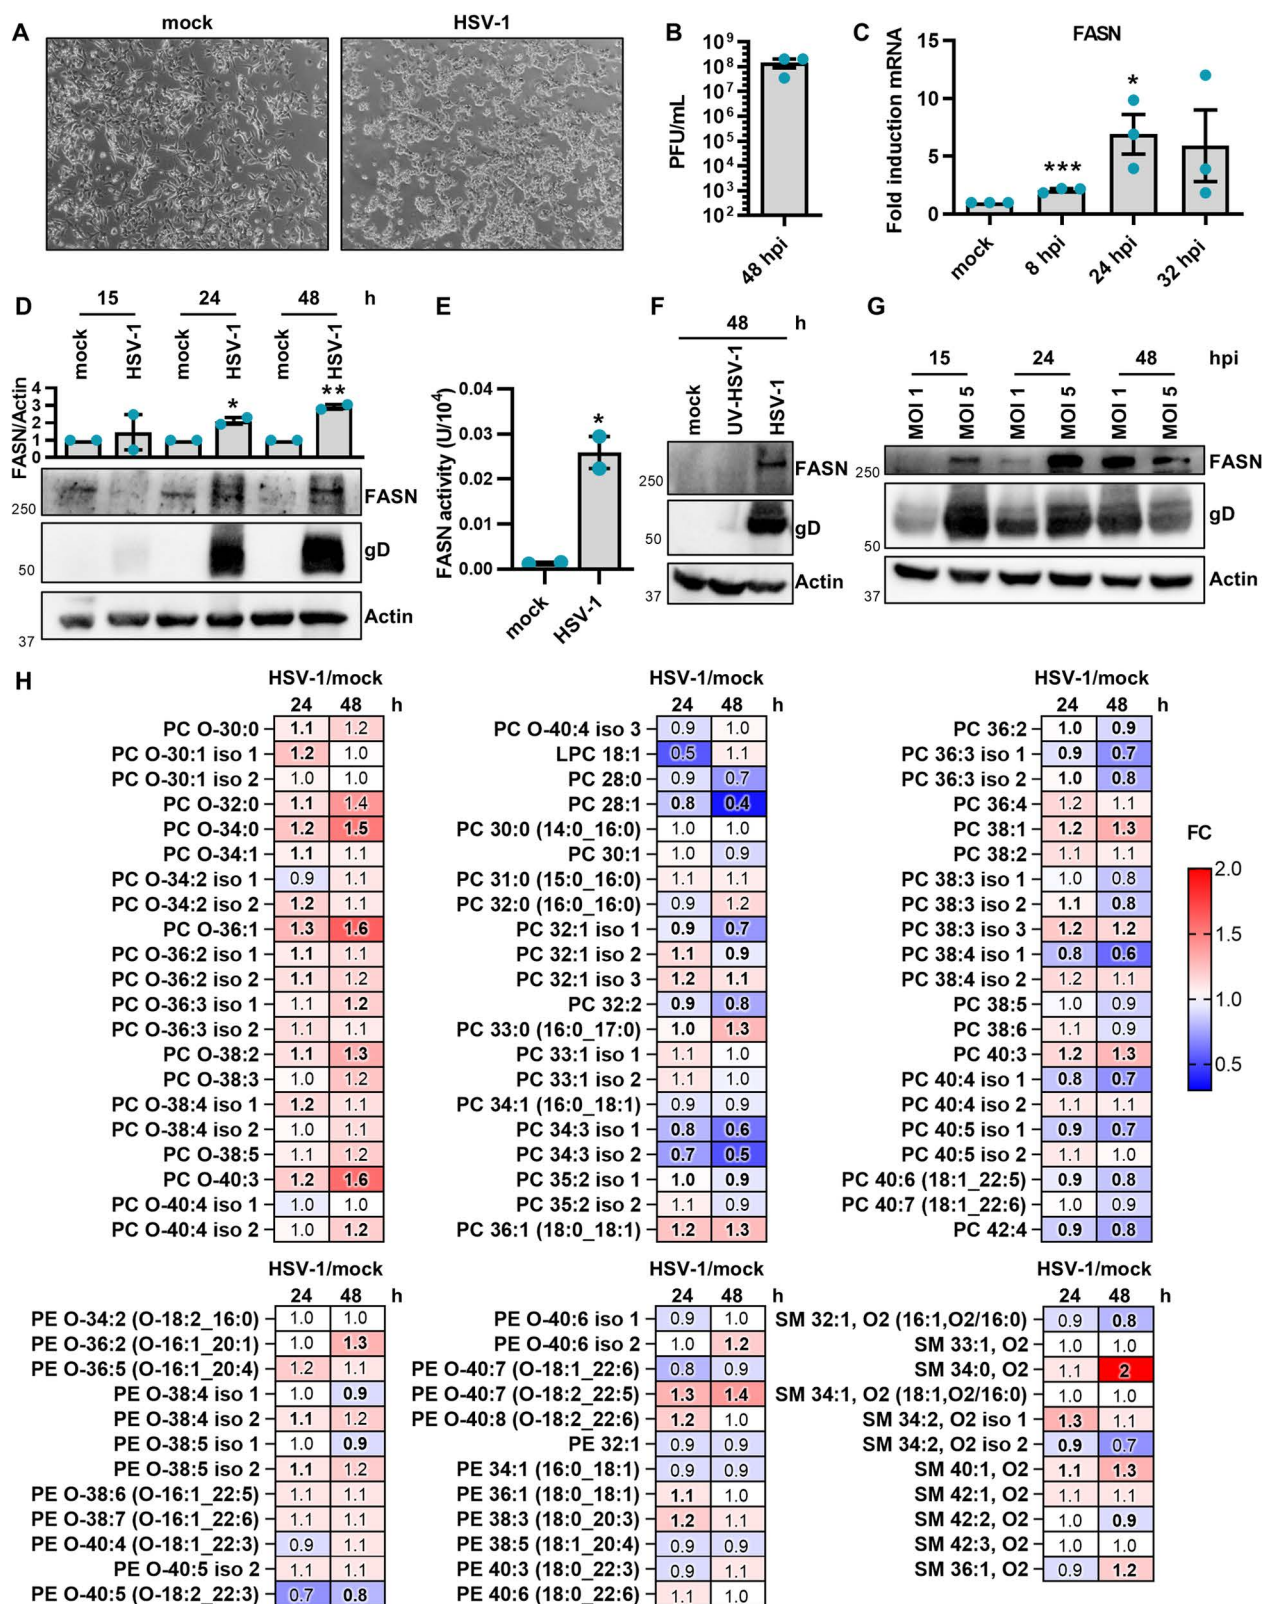 A
mock
HSV-1
B
PFU/mL
10⁹
10⁸
10⁷
10⁶
10⁵
10⁴
10³
10²
48 hpi
C
FASN
Fold induction mRNA
15
10
5
0
***
*
mock
8 hpi
24 hpi
32 hpi
D
15 24 48 h
mock HSV-1 mock HSV-1 mock HSV-1
FASN/Actin
4
3
2
1
0
* **
250 FASN
50 gD
37 Actin
E
FASN activity (U/10⁴)
0.04
0.03
0.02
0.01
0.00
*
mock
HSV-1
F
48 h
mock UV-HSV-1 HSV-1
250 FASN
50 gD
37 Actin
G
15 24 48 hpi
MOI 1 MOI 5 MOI 1 MOI 5 MOI 1 MOI 5
250 FASN
50 gD
37 Actin
H
HSV-1/mock
24 48 h
PC O-30:0 1.1 1.2
PC O-30:1 iso 1 1.2 1.0
PC O-30:1 iso 2 1.0 1.0
PC O-32:0 1.1 1.4
PC O-34:0 1.2 1.5
PC O-34:1 1.1 1.1
PC O-34:2 iso 1 0.9 1.1
PC O-34:2 iso 2 1.2 1.1
PC O-36:1 1.3 1.6
PC O-36:2 iso 1 1.1 1.1
PC O-36:2 iso 2 1.1 1.2
PC O-36:3 iso 1 1.1 1.2
PC O-36:3 iso 2 1.1 1.1
PC O-38:2 1.1 1.3
PC O-38:3 1.0 1.2
PC O-38:4 iso 1 1.2 1.1
PC O-38:4 iso 2 1.0 1.1
PC O-38:5 1.1 1.2
PC O-40:3 1.2 1.6
PC O-40:4 iso 1 1.0 1.0
PC O-40:4 iso 2 1.0 1.2
HSV-1/mock
24 48 h
PC O-40:4 iso 3 0.9 1.0
LPC 18:1 0.5 1.1
PC 28:0 0.9 0.7
PC 28:1 0.8 0.4
PC 30:0 (14:0_16:0) 1.0 1.0
PC 30:1 1.0 0.9
PC 31:0 (15:0_16:0) 1.1 1.1
PC 32:0 (16:0_16:0) 0.9 1.2
PC 32:1 iso 1 0.9 0.7
PC 32:1 iso 2 1.1 0.9
PC 32:1 iso 3 1.2 1.1
PC 32:2 0.9 0.8
PC 33:0 (16:0_17:0) 1.0 1.3
PC 33:1 iso 1 1.1 1.0
PC 33:1 iso 2 1.1 1.0
PC 34:1 (16:0_18:1) 0.9 0.9
PC 34:3 iso 1 0.8 0.6
PC 34:3 iso 2 0.7 0.5
PC 35:2 iso 1 1.0 0.9
PC 35:2 iso 2 1.1 0.9
PC 36:1 (18:0_18:1) 1.2 1.3
HSV-1/mock
24 48 h
PC 36:2 1.0 0.9
PC 36:3 iso 1 0.9 0.7
PC 36:3 iso 2 1.0 0.8
PC 36:4 1.2 1.1
PC 38:1 1.2 1.3
PC 38:2 1.1 1.1
PC 38:3 iso 1 1.0 0.8
PC 38:3 iso 2 1.1 0.8
PC 38:3 iso 3 1.2 1.2
PC 38:4 iso 1 0.8 0.6
PC 38:4 iso 2 1.2 1.1
PC 38:5 1.0 0.9
PC 38:6 1.1 0.9
PC 40:3 1.2 1.3
PC 40:4 iso 1 0.8 0.7
PC 40:4 iso 2 1.1 1.1
PC 40:5 iso 1 0.9 0.7
PC 40:5 iso 2 1.1 1.0
PC 40:6 (18:1_22:5) 0.9 0.8
PC 40:7 (18:1_22:6) 1.0 0.9
PC 42:4 0.9 0.8
FC
2.0
1.5
1.0
0.5
HSV-1/mock
24 48 h
PE O-34:2 (O-18:2_16:0) 1.0 1.0
PE O-36:2 (O-16:1_20:1) 1.0 1.3
PE O-36:5 (O-16:1_20:4) 1.2 1.1
PE O-38:4 iso 1 1.0 0.9
PE O-38:4 iso 2 1.1 1.2
PE O-38:5 iso 1 1.0 0.9
PE O-38:5 iso 2 1.1 1.2
PE O-38:6 (O-16:1_22:5) 1.1 1.1
PE O-38:7 (O-16:1_22:6) 1.1 1.1
PE O-40:4 (O-18:1_22:3) 0.9 1.1
PE O-40:5 iso 2 1.1 1.1
PE O-40:5 (O-18:2_22:3) 0.7 0.8
HSV-1/mock
24 48 h
PE O-40:6 iso 1 0.9 1.0
PE O-40:6 iso 2 1.0 1.2
PE O-40:7 (O-18:1_22:6) 0.8 0.9
PE O-40:7 (O-18:2_22:5) 1.3 1.4
PE O-40:8 (O-18:2_22:6) 1.2 1.0
PE 32:1 0.9 0.9
PE 34:1 (16:0_18:1) 0.9 0.9
PE 36:1 (18:0_18:1) 1.1 1.0
PE 38:3 (18:0_20:3) 1.2 1.1
PE 38:5 (18:1_20:4) 0.9 0.9
PE 40:3 (18:0_22:3) 0.9 1.1
PE 40:6 (18:0_22:6) 1.1 1.0
HSV-1/mock
24 48 h
SM 32:1, O2 (16:1,O2/16:0) 0.9 0.8
SM 33:1, O2 1.0 1.0
SM 34:0, O2 1.1 2
SM 34:1, O2 (18:1,O2/16:0) 1.0 1.0
SM 34:2, O2 iso 1 1.3 1.1
SM 34:2, O2 iso 2 0.9 0.7
SM 40:1, O2 1.1 1.3
SM 42:1, O2 1.1 1.1
SM 42:2, O2 1.0 0.9
SM 42:3, O2 1.0 1.0
SM 36:1, O2 0.9 1.2